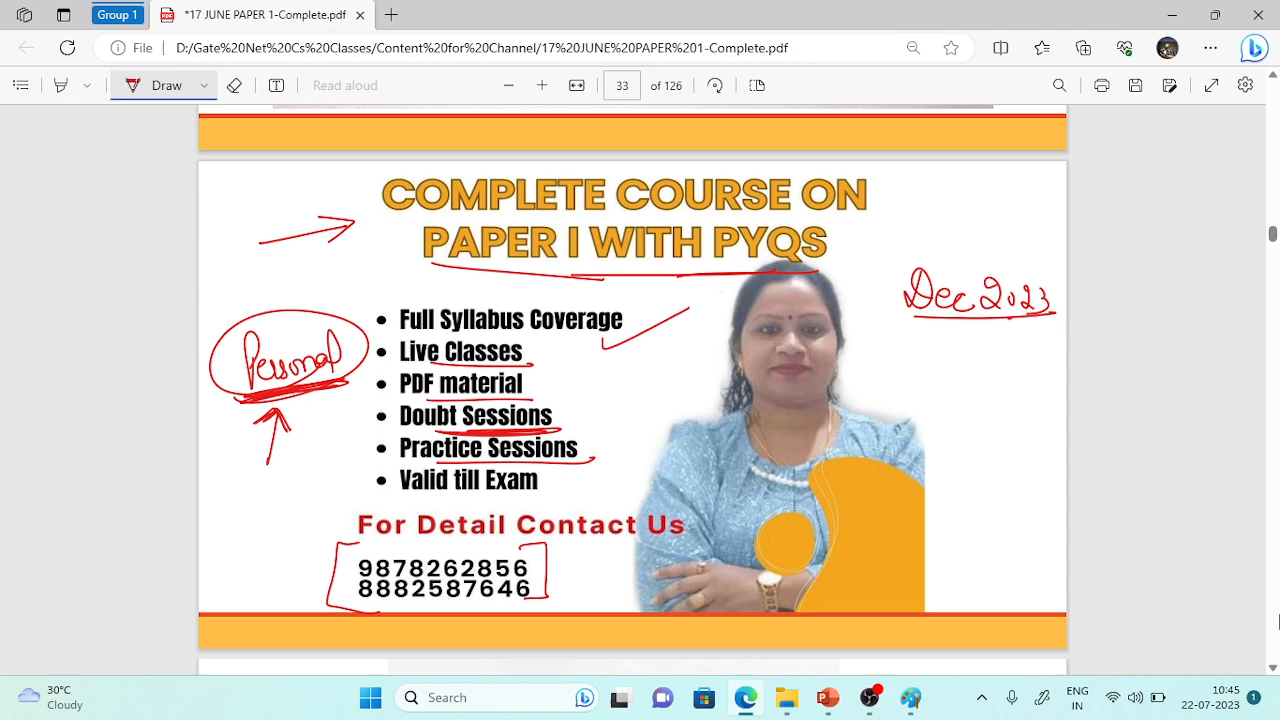 Group 1
*17 JUNE PAPER 1-Complete.pdf
File
D:/Gate%20Net%20Cs%20Classes/Content%20for%20Channel/17%20JUNE%20PAPER%201-Complete.pdf
Draw
Read aloud
33 of 126
COMPLETE COURSE ON
PAPER I WITH PYQS
Dec 2023
Personal
• Full Syllabus Coverage
• Live Classes
• PDF material
• Doubt Sessions
• Practice Sessions
• Valid till Exam
For Detail Contact Us
9878262856
8882587646
30°C
Cloudy
Search
ENG
IN
10:45
22-07-2023
1